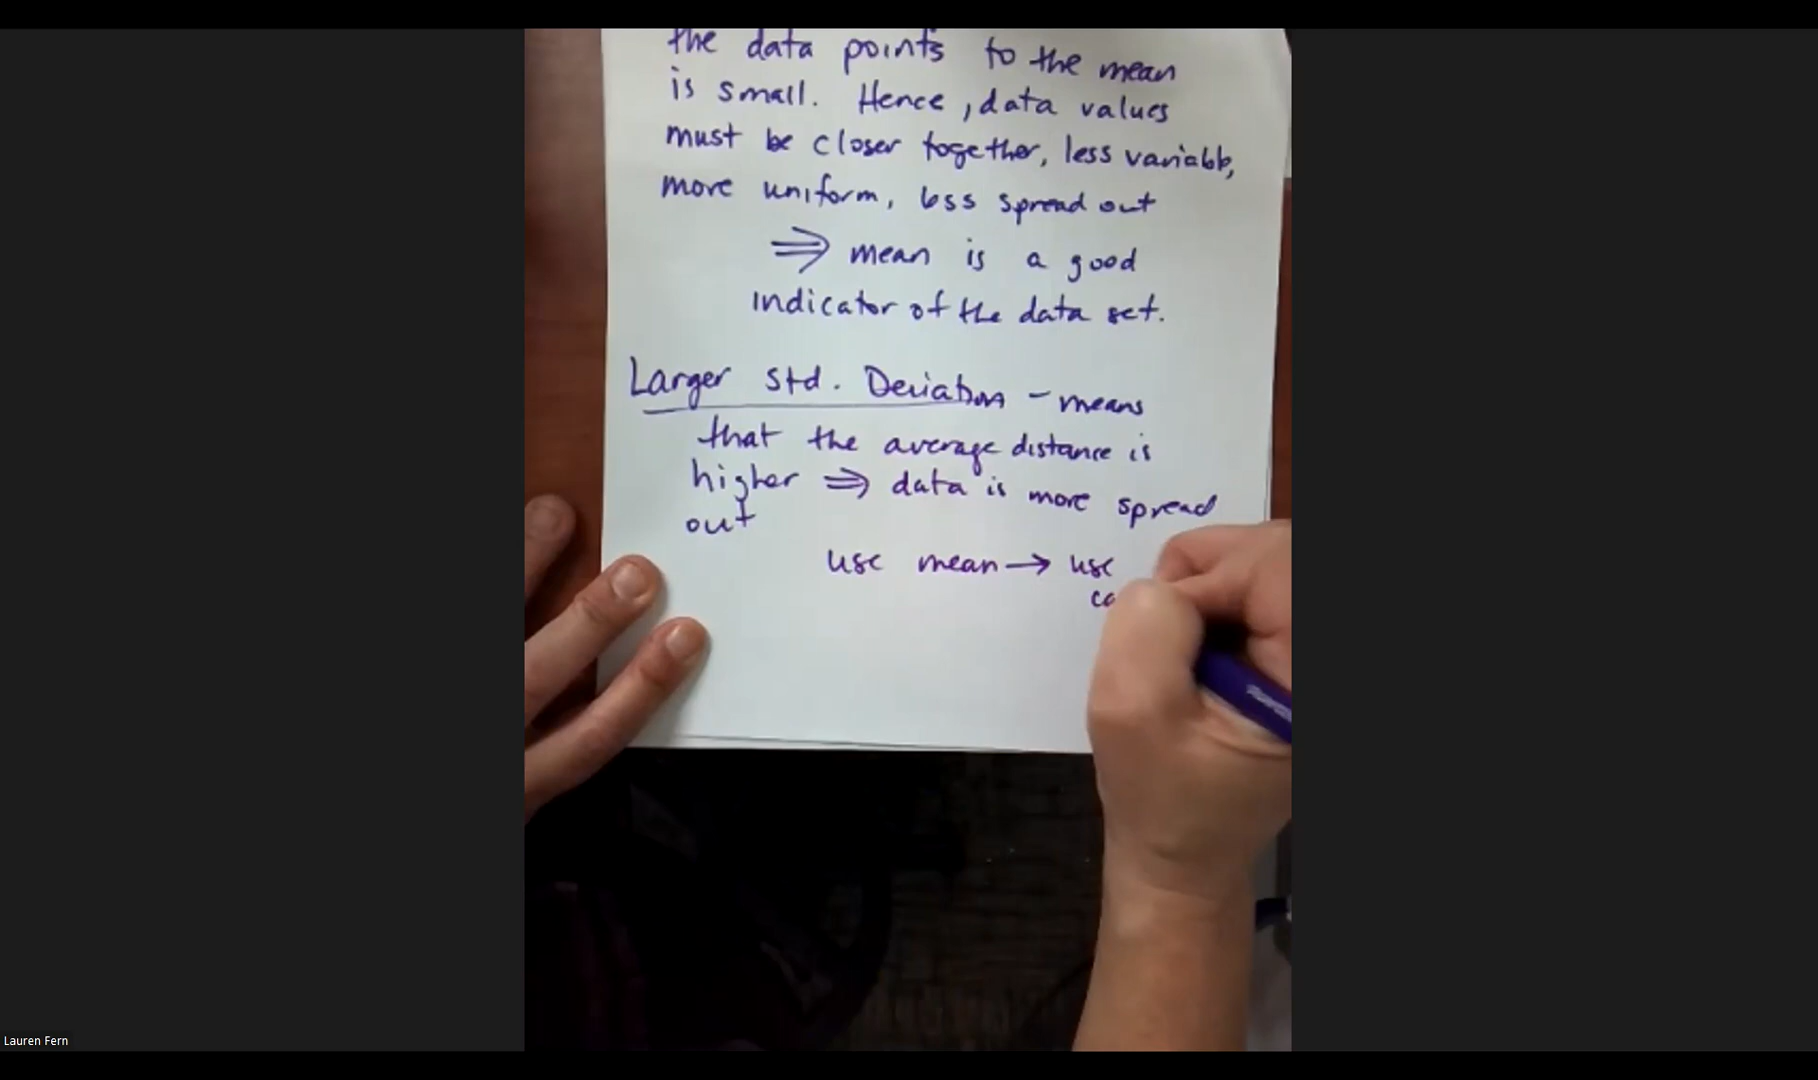 the data points to the mean
is small. Hence, data values
must be closer together, less variable,
more uniform, less spread out
⇒ mean is a good
indicator of the data set.
Larger Std. Deviation - means
that the average distance is
higher ⇒ data is more spread
out
use mean → use
Lauren Fern